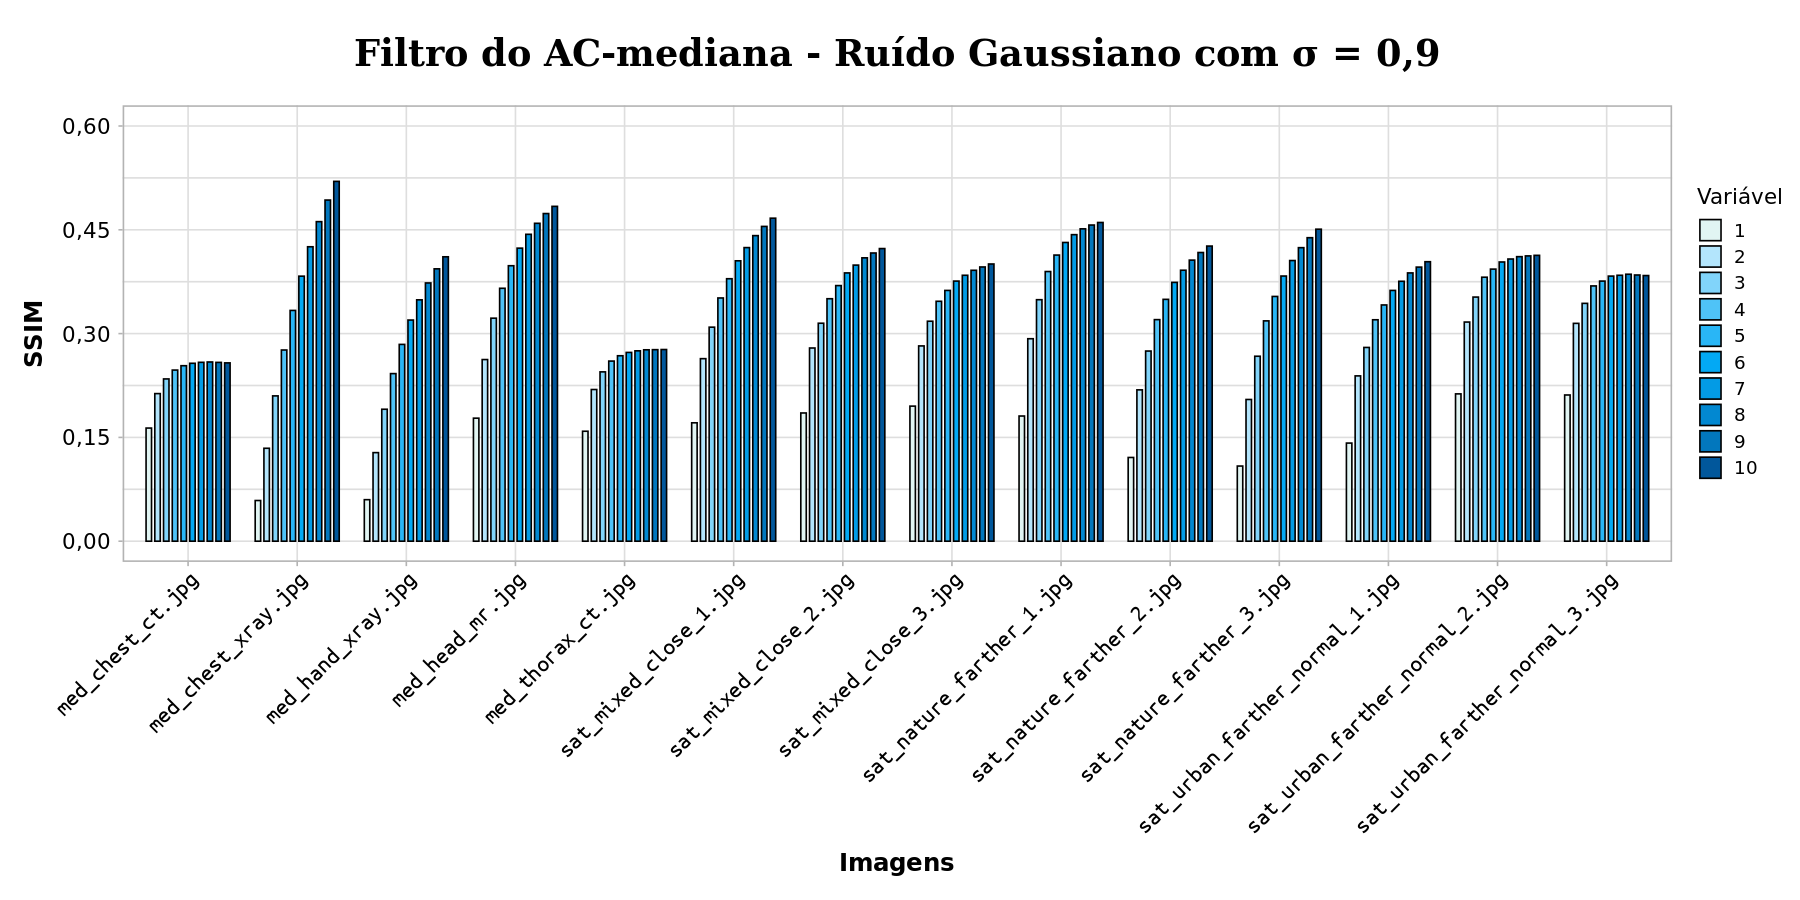 Filtro do AC-mediana - Ruído Gaussiano com σ = 0,9
SSIM
0,60
0,45
0,30
0,15
0,00
med_chest_ct.jpg
med_chest_xray.jpg
med_hand_xray.jpg
med_head_mr.jpg
med_thorax_ct.jpg
sat_mixed_close_1.jpg
sat_mixed_close_2.jpg
sat_mixed_close_3.jpg
sat_nature_farther_1.jpg
sat_nature_farther_2.jpg
sat_nature_farther_3.jpg
sat_urban_farther_normal_1.jpg
sat_urban_farther_normal_2.jpg
sat_urban_farther_normal_3.jpg
Imagens
Variável
1
2
3
4
5
6
7
8
9
10